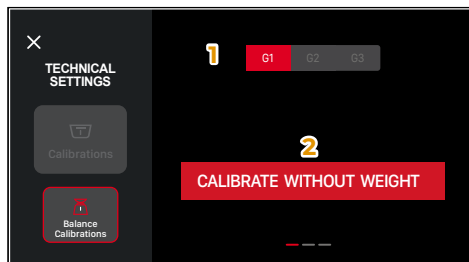 1
G1 G2 G3
TECHNICAL
SETTINGS
Calibrations
2
CALIBRATE WITHOUT WEIGHT
Balance
Calibrations